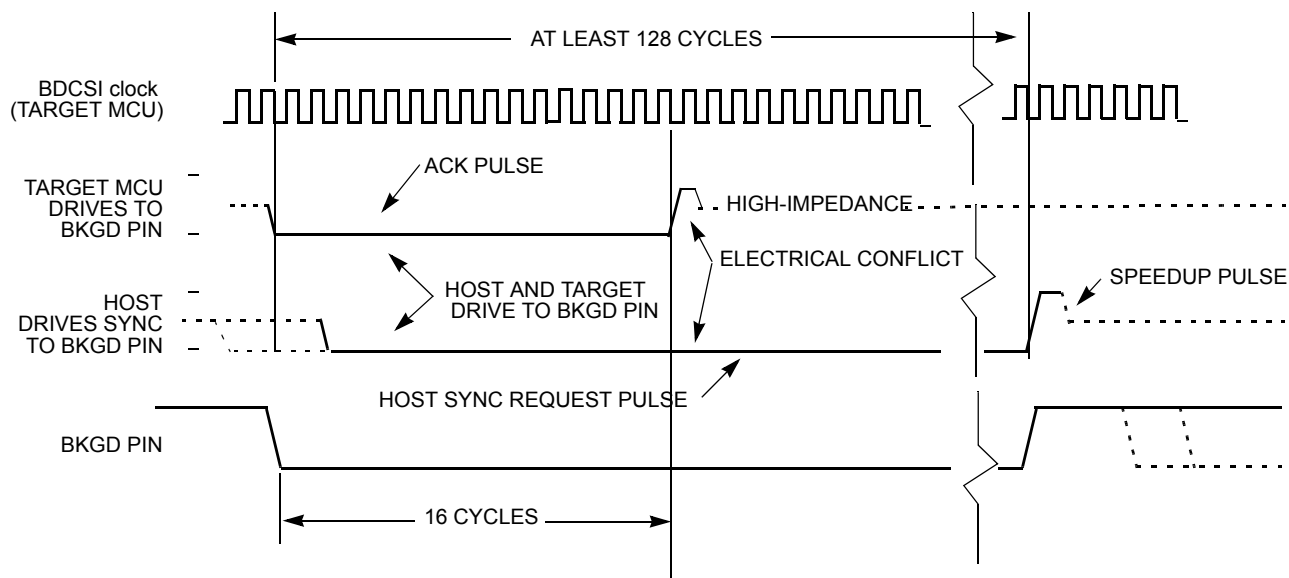 AT LEAST 128 CYCLES
BDCSI clock
(TARGET MCU)
ACK PULSE
TARGET MCU
DRIVES TO
BKGD PIN
HIGH-IMPEDANCE
ELECTRICAL CONFLICT
SPEEDUP PULSE
HOST AND TARGET
DRIVE TO BKGD PIN
HOST
DRIVES SYNC
TO BKGD PIN
HOST SYNC REQUEST PULSE
BKGD PIN
16 CYCLES